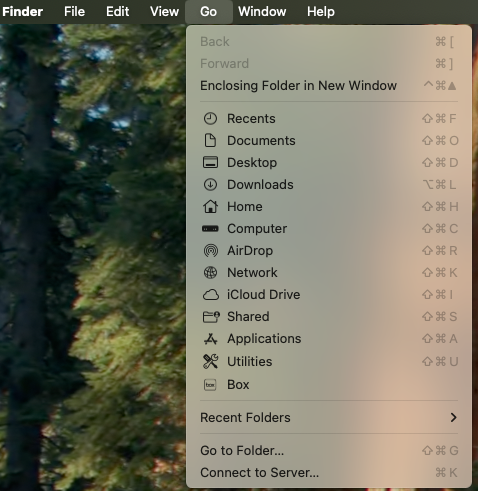 Finder File Edit View Go Window Help
Back ⌘ [
Forward ⌘ ]
Enclosing Folder in New Window ^⌘▲
Recents ⇧⌘F
Documents ⇧⌘O
Desktop ⇧⌘D
Downloads ⌥⌘L
Home ⇧⌘H
Computer ⇧⌘C
AirDrop ⇧⌘R
Network ⇧⌘K
iCloud Drive ⇧⌘I
Shared ⇧⌘S
Applications ⇧⌘A
Utilities ⇧⌘U
box Box
Recent Folders >
Go to Folder... ⇧⌘G
Connect to Server... ⌘K